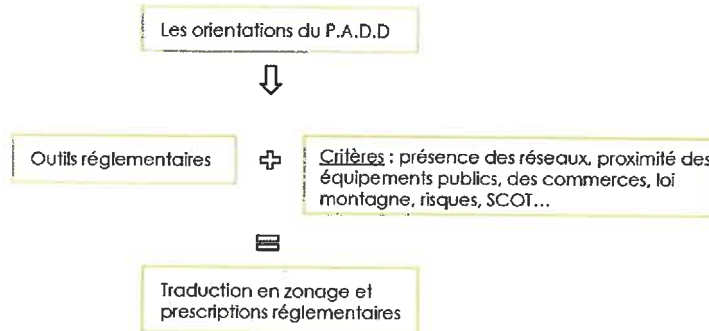 Les orientations du P.A.D.D
Outils réglementaires
Critères : présence des réseaux, proximité des
équipements publics, des commerces, loi
montagne, risques, SCOT...
Traduction en zonage et
prescriptions réglementaires